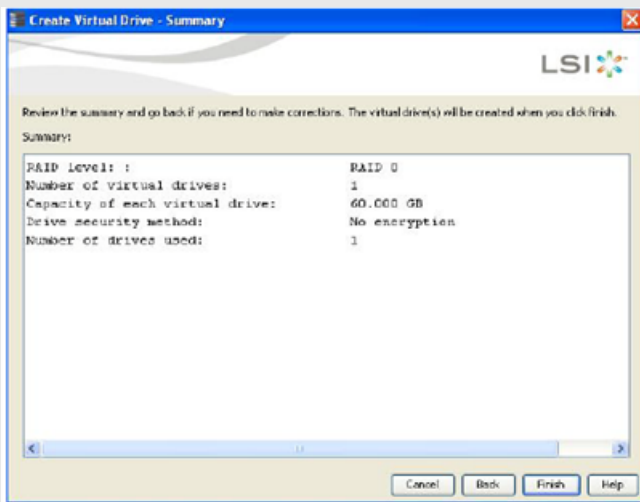 Create Virtual Drive - Summary
LSI
Review the summary and go back if you need to make corrections. The virtual drive(s) will be created when you click finish.
Summary:
RAID level: : RAID 0
Number of virtual drives: 1
Capacity of each virtual drive: 60.000 GB
Drive security method: No encryption
Number of drives used: 1
Cancel Back Finish Help